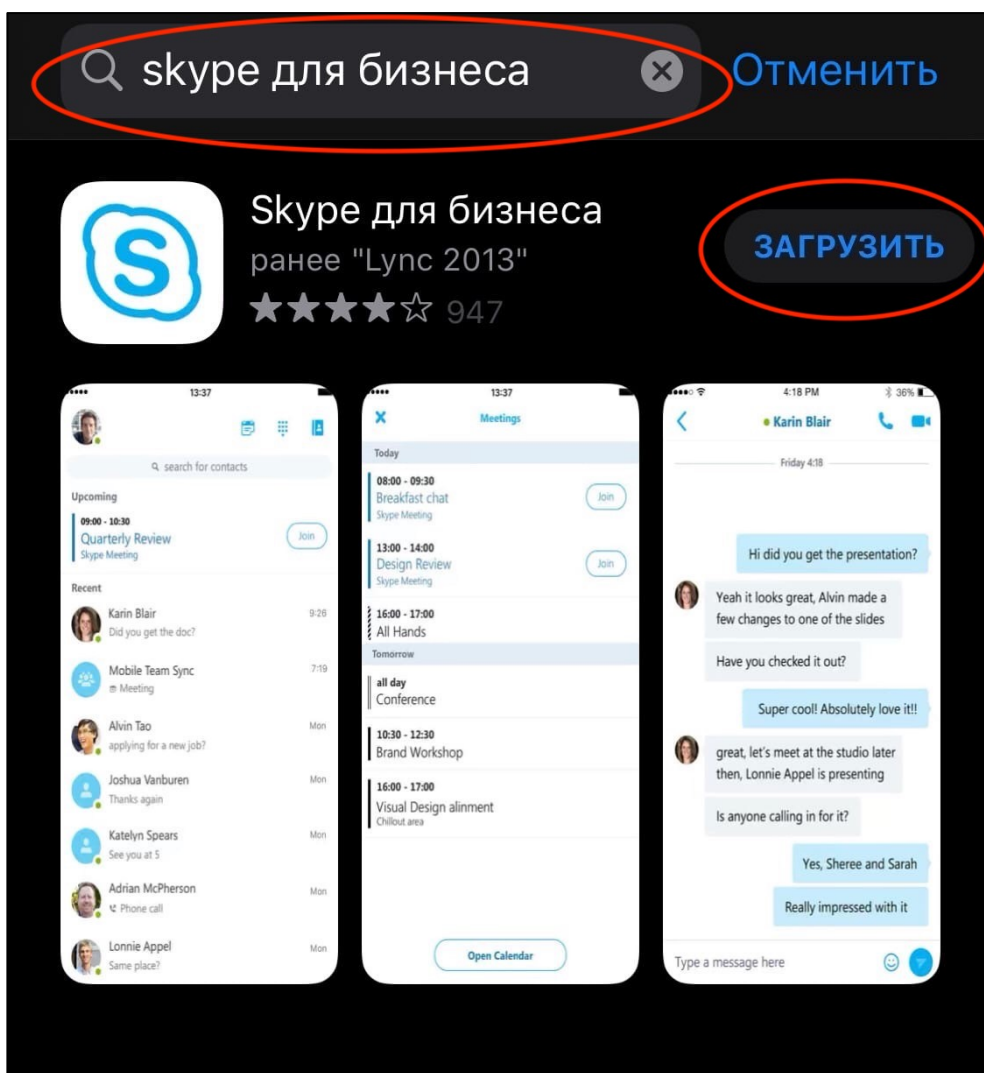 skype для бизнеса
Отменить
Skype для бизнеса
ранее "Lync 2013"
947
ЗАГРУЗИТЬ
13:37
search for contacts
Upcoming
09:00 - 10:30
Quarterly Review
Skype Meeting
Join
Recent
Karin Blair 9:26
Did you get the doc?
Mobile Team Sync 7:19
Meeting
Alvin Tao Mon
applying for a new job?
Joshua Vanburen Mon
Thanks again
Katelyn Spears Mon
See you at 5
Adrian McPherson Mon
Phone call
Lonnie Appel Mon
Same place?
13:37
Meetings
Today
08:00 - 09:30
Breakfast chat
Skype Meeting
Join
13:00 - 14:00
Design Review
Skype Meeting
Join
16:00 - 17:00
All Hands
Tomorrow
all day
Conference
10:30 - 12:30
Brand Workshop
16:00 - 17:00
Visual Design alinment
Chillout area
Open Calendar
4:18 PM 36%
Karin Blair
Friday 4:18
Hi did you get the presentation?
Yeah it looks great, Alvin made a
few changes to one of the slides
Have you checked it out?
Super cool! Absolutely love it!!
great, let's meet at the studio later
then, Lonnie Appel is presenting
Is anyone calling in for it?
Yes, Sheree and Sarah
Really impressed with it
Type a message here